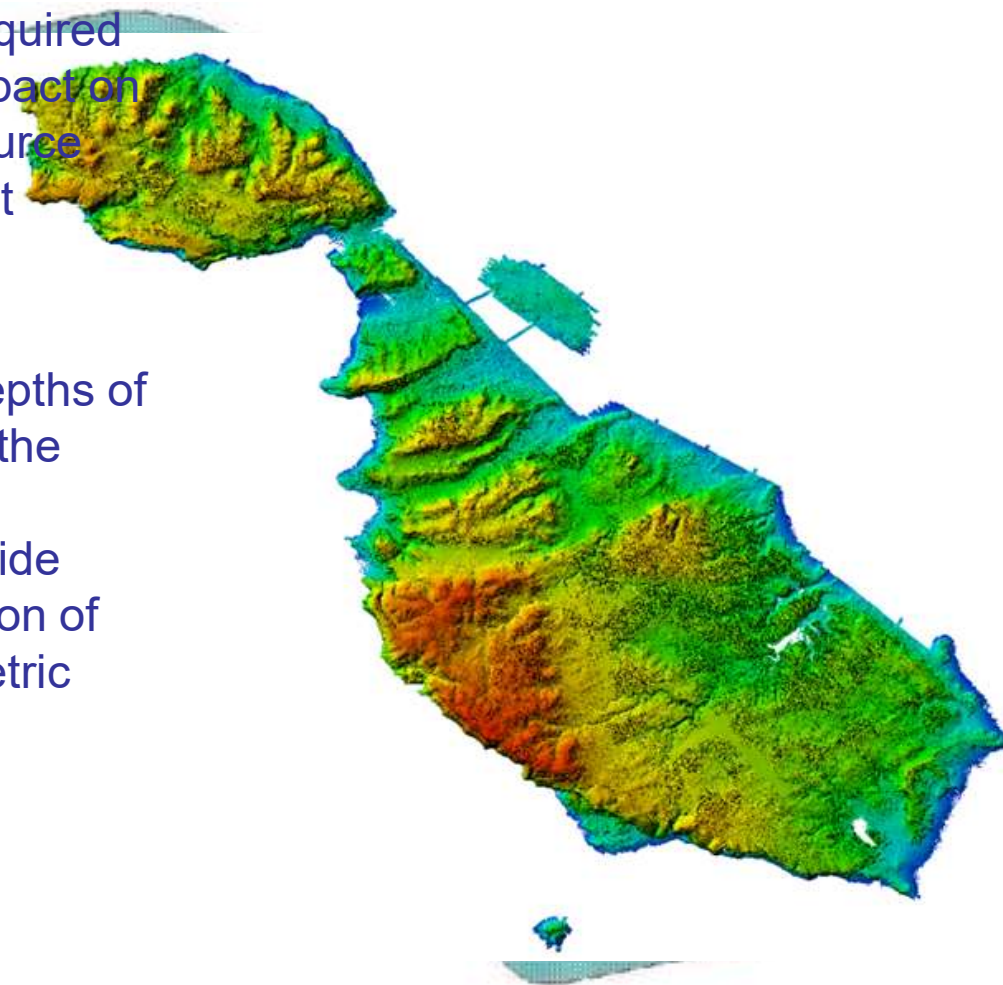 quired
pact on
urce
t
epths of
the
ide
on of
etric